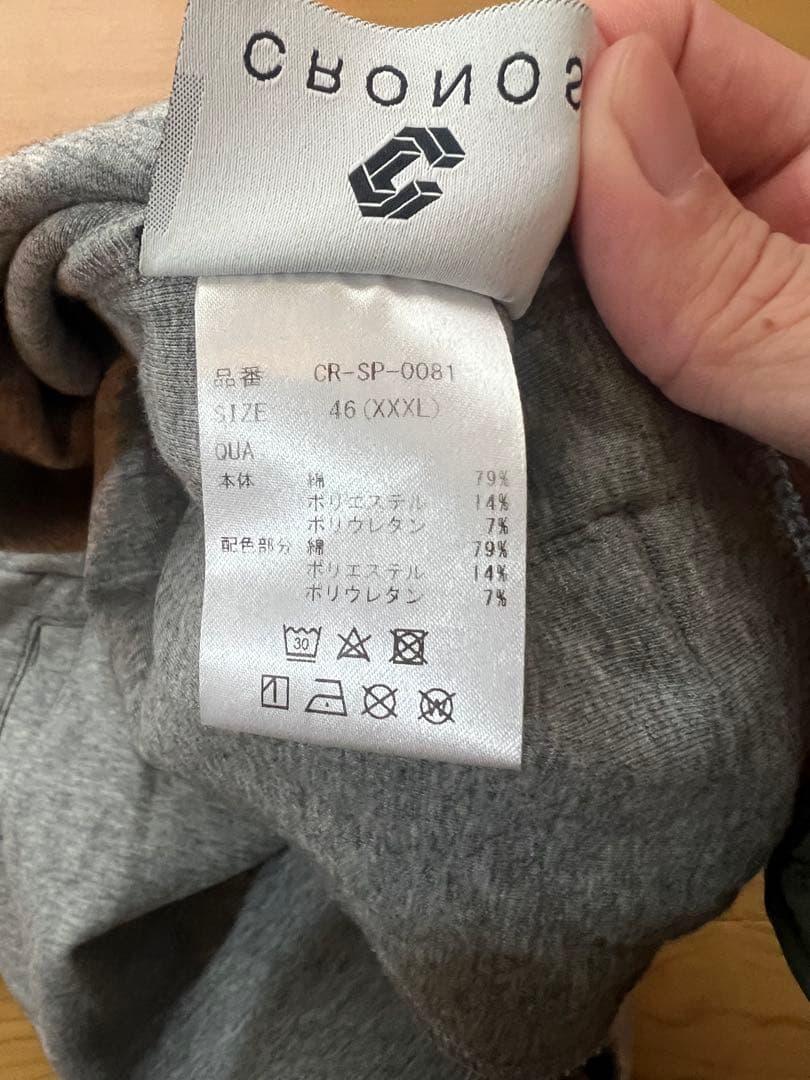 CRONOS
品番 CR-SP-0081
SIZE 46(XXXL)
QUA
本体 綿 79%
ポリエステル 14%
ポリウレタン 7%
配色部分 綿 79%
ポリエステル 14%
ポリウレタン 7%
30
W